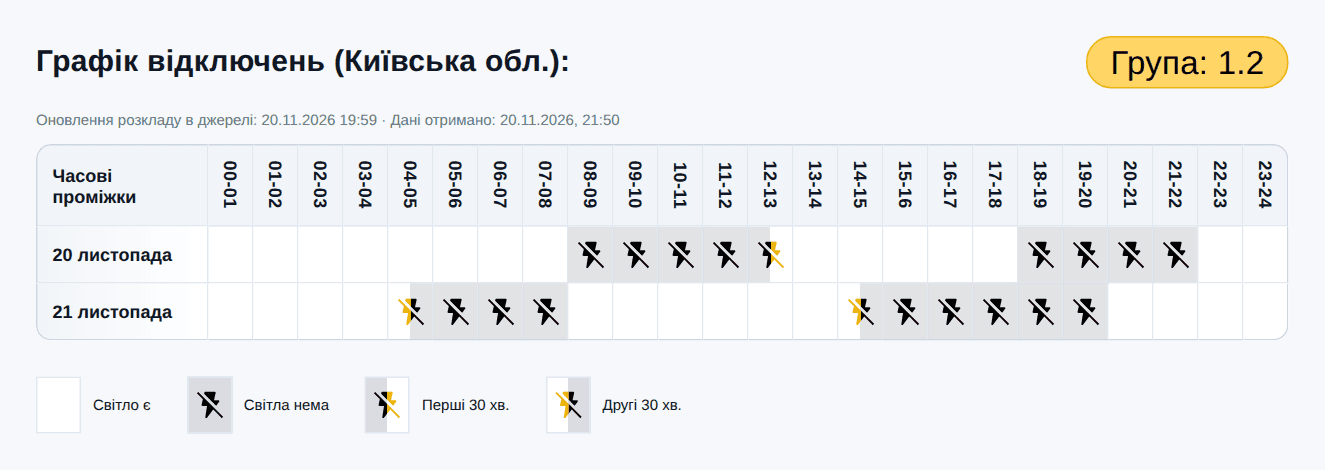 Графік відключень (Київська обл.):
Група: 1.2
Оновлення розкладу в джерелі: 20.11.2026 19:59 · Дані отримано: 20.11.2026, 21:50
Часові
проміжки
00-01
01-02
02-03
03-04
04-05
05-06
06-07
07-08
08-09
09-10
10-11
11-12
12-13
13-14
14-15
15-16
16-17
17-18
18-19
19-20
20-21
21-22
22-23
23-24
20 листопада
21 листопада
Світло є
Світла нема
Перші 30 хв.
Другі 30 хв.